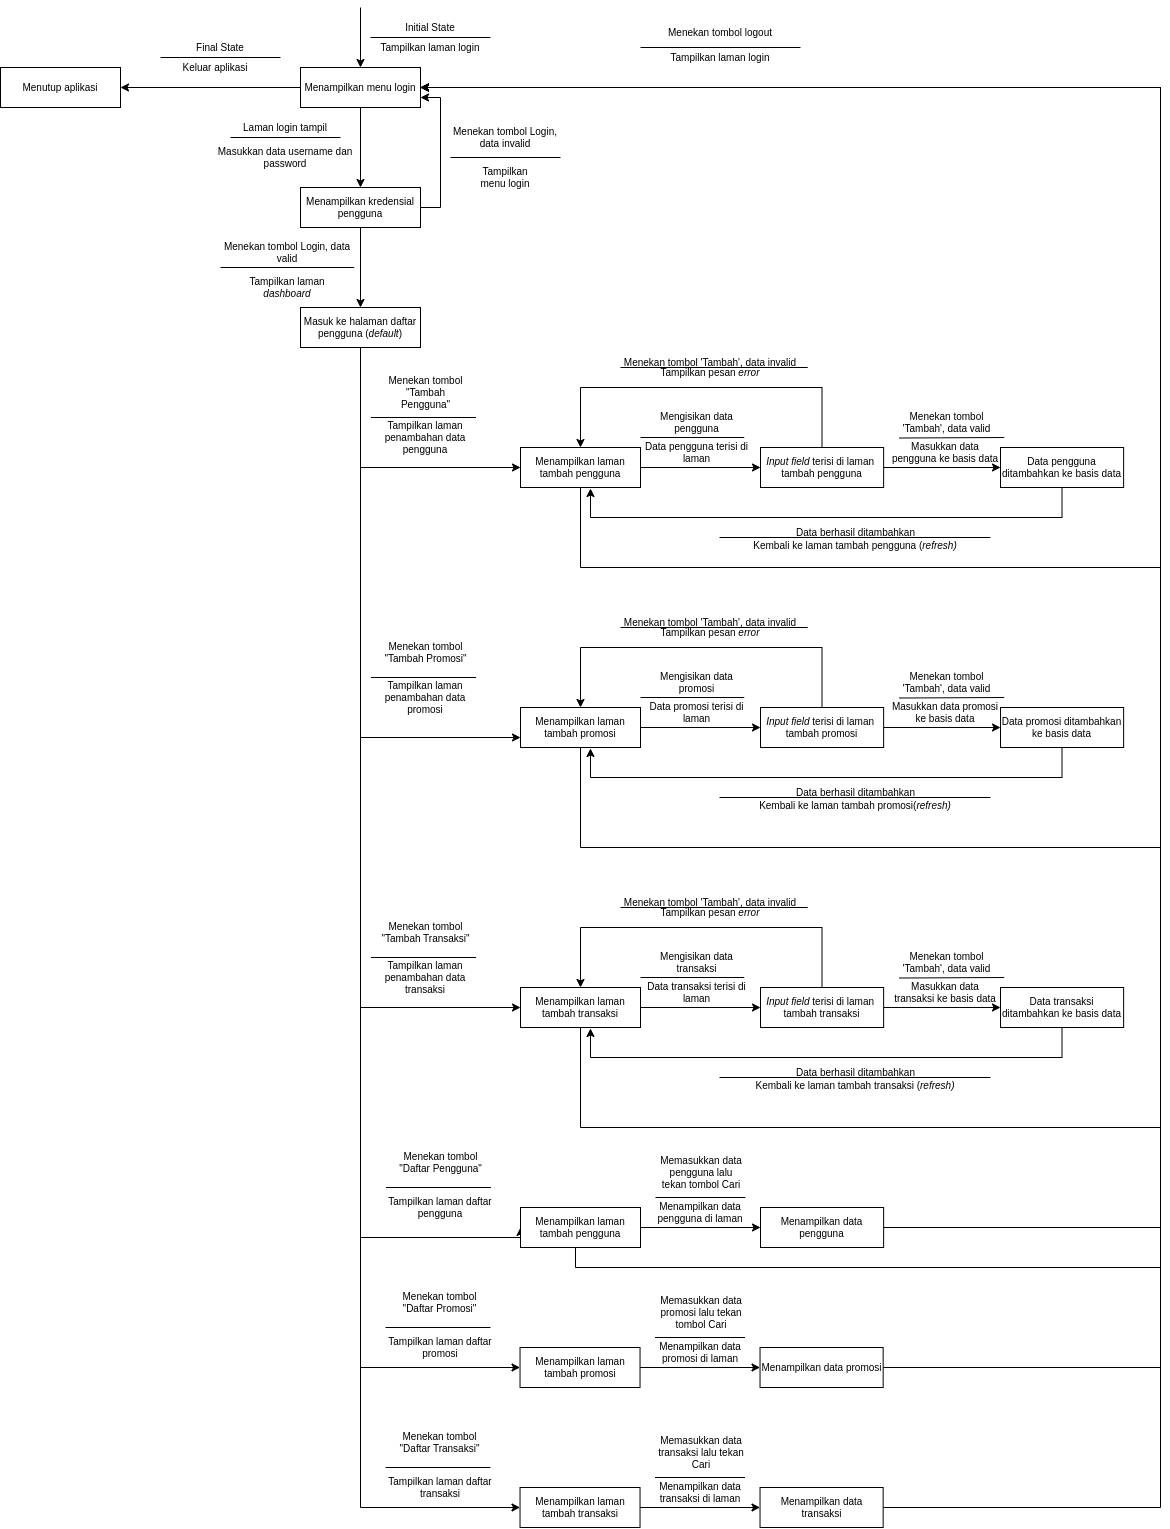 Initial State
Tampilkan laman login
Menekan tombol logout
Tampilkan laman login
Final State
Keluar aplikasi
Menutup aplikasi
Menampilkan menu login
Laman login tampil
Masukkan data username dan
password
Menekan tombol Login,
data invalid
Tampilkan
menu login
Menampilkan kredensial
pengguna
Menekan tombol Login, data
valid
Tampilkan laman
dashboard
Masuk ke halaman daftar
pengguna (default)
Menekan tombol
"Tambah
Pengguna"
Tampilkan laman
penambahan data
pengguna
Menekan tombol 'Tambah', data invalid
Tampilkan pesan error
Mengisikan data
pengguna
Data pengguna terisi di
laman
Menekan tombol
'Tambah', data valid
Masukkan data
pengguna ke basis data
Menampilkan laman
tambah pengguna
Input field terisi di laman
tambah pengguna
Data pengguna
ditambahkan ke basis data
Data berhasil ditambahkan
Kembali ke laman tambah pengguna (refresh)
Menekan tombol
"Tambah Promosi"
Tampilkan laman
penambahan data
promosi
Menekan tombol 'Tambah', data invalid
Tampilkan pesan error
Mengisikan data
promosi
Data promosi terisi di
laman
Menekan tombol
'Tambah', data valid
Masukkan data promosi
ke basis data
Menampilkan laman
tambah promosi
Input field terisi di laman
tambah promosi
Data promosi ditambahkan
ke basis data
Data berhasil ditambahkan
Kembali ke laman tambah promosi(refresh)
Menekan tombol
"Tambah Transaksi"
Tampilkan laman
penambahan data
transaksi
Menekan tombol 'Tambah', data invalid
Tampilkan pesan error
Mengisikan data
transaksi
Data transaksi terisi di
laman
Menekan tombol
'Tambah', data valid
Masukkan data
transaksi ke basis data
Menampilkan laman
tambah transaksi
Input field terisi di laman
tambah transaksi
Data transaksi
ditambahkan ke basis data
Data berhasil ditambahkan
Kembali ke laman tambah transaksi (refresh)
Menekan tombol
"Daftar Pengguna"
Tampilkan laman daftar
pengguna
Memasukkan data
pengguna lalu
tekan tombol Cari
Menampilkan data
pengguna di laman
Menampilkan laman
tambah pengguna
Menampilkan data
pengguna
Menekan tombol
"Daftar Promosi"
Tampilkan laman daftar
promosi
Memasukkan data
promosi lalu tekan
tombol Cari
Menampilkan data
promosi di laman
Menampilkan laman
tambah promosi
Menampilkan data promosi
Menekan tombol
"Daftar Transaksi"
Tampilkan laman daftar
transaksi
Memasukkan data
transaksi lalu tekan
Cari
Menampilkan data
transaksi di laman
Menampilkan laman
tambah transaksi
Menampilkan data
transaksi